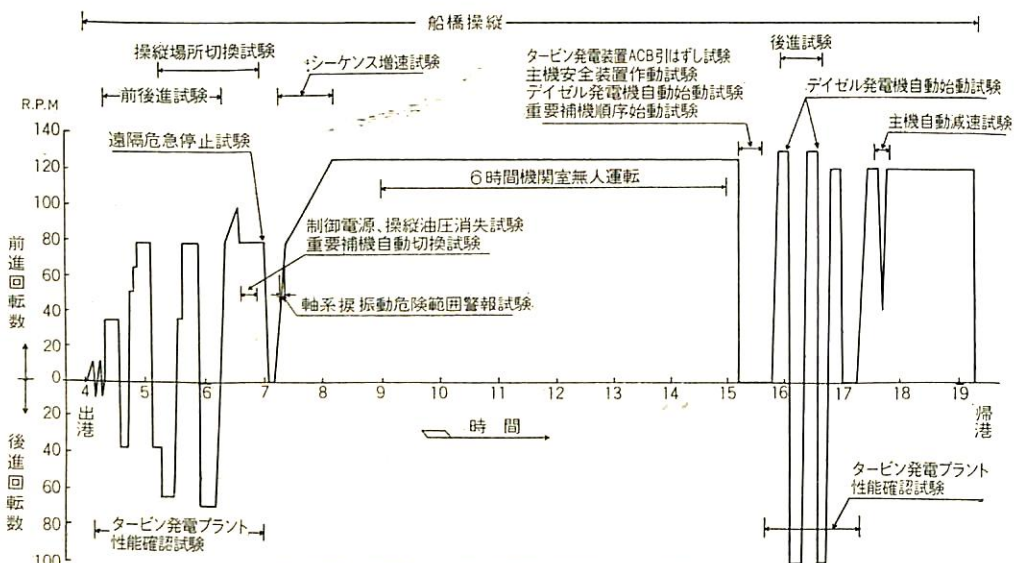 船橋操縦
操縦場所切換試験
シーケンス増速試験
前後進試験
遠隔危急停止試験
タービン発電装置ACB引はずし試験
主機安全装置作動試験
デイゼル発電機自動始動試験
重要補機順序始動試験
後進試験
デイゼル発電機自動始動試験
主機自動減速試験
R.P.M
140
120
100
80
60
40
20
0
20
40
60
80
100
前進回転数
後進回転数
6時間機関室無人運転
制御電源、操縦油圧消失試験
重要補機自動切換試験
軸系捩振動危険範囲警報試験
4 5 6 7 8 9 10 11 12 13 14 15 16 17 18 19
出港
時間
帰港
タービン発電プラント
性能確認試験
タービン発電プラント
性能確認試験